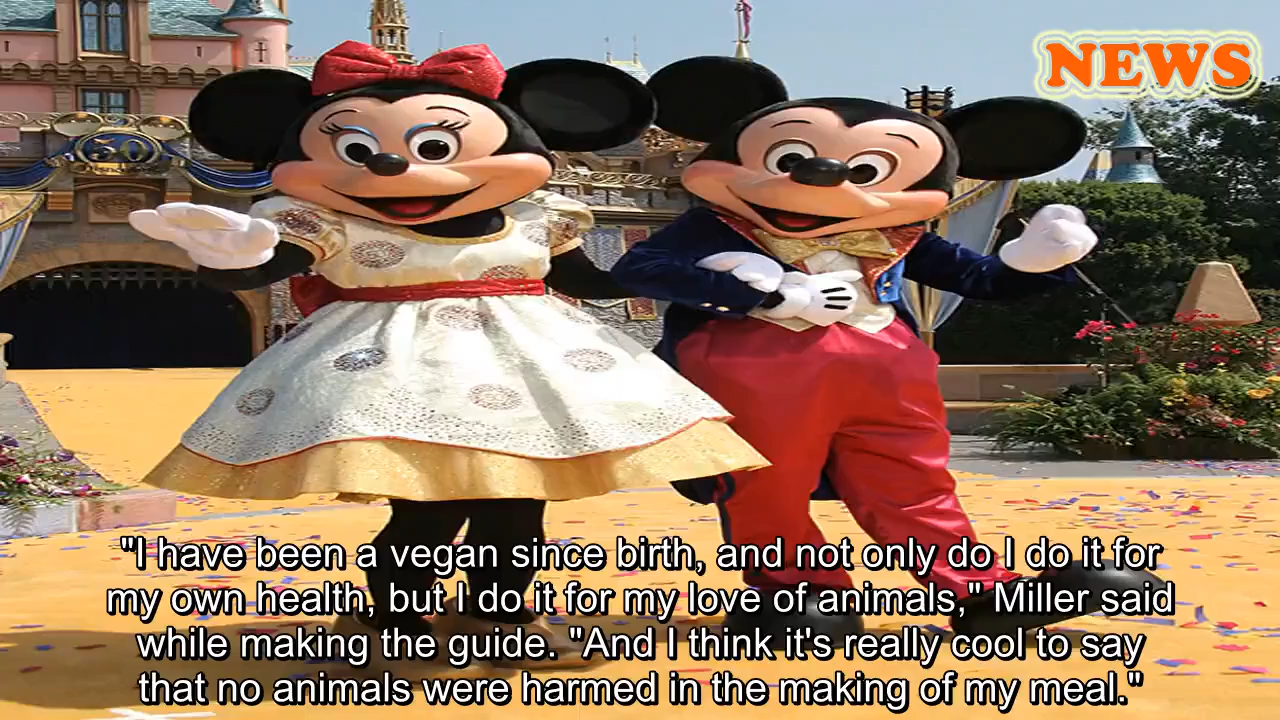 NEWS
50
"I have been a vegan since birth, and not only do I do it for
my own health, but I do it for my love of animals," Miller said
while making the guide. "And I think it's really cool to say
that no animals were harmed in the making of my meal."